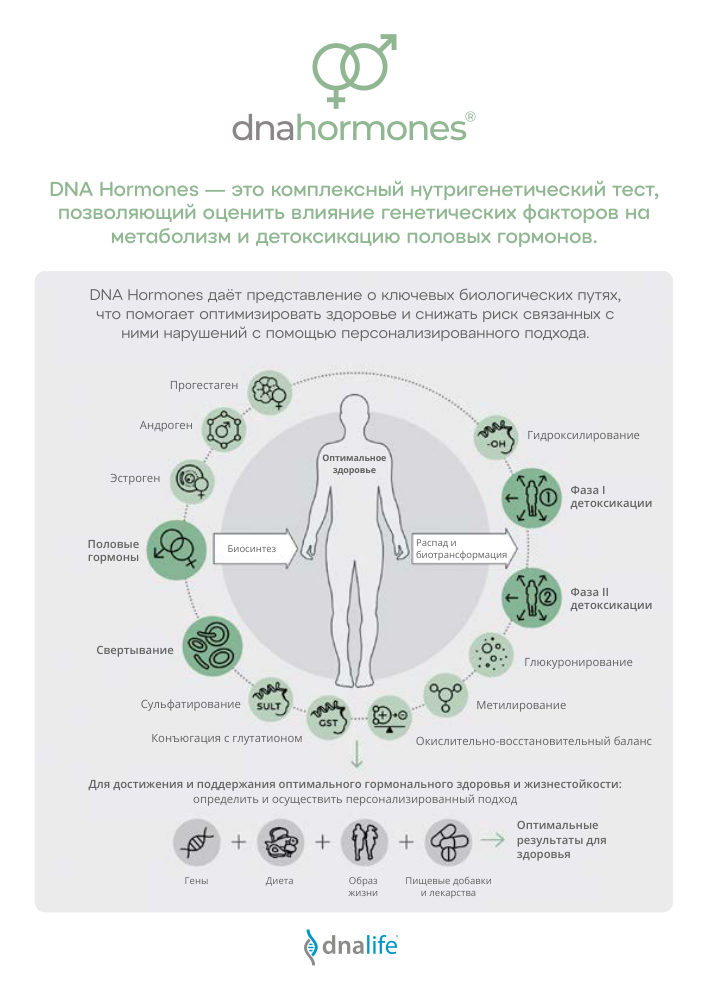 dnahormones®
DNA Hormones — это комплексный нутригенетический тест,
позволяющий оценить влияние генетических факторов на
метаболизм и детоксикацию половых гормонов.
DNA Hormones даёт представление о ключевых биологических путях,
что помогает оптимизировать здоровье и снижать риск связанных с
ними нарушений с помощью персонализированного подхода.
Прогестаген
Андроген
Эстроген
Половые
гормоны
Свертывание
Сульфатирование
SULT
Конъюгация с глутатионом
GST
Оптимальное
здоровье
Биосинтез
Распад и
биотрансформация
-OH
Гидроксилирование
1
Фаза I
детоксикации
2
Фаза II
детоксикации
Глюкуронирование
Метилирование
Окислительно-восстановительный баланс
Для достижения и поддержания оптимального гормонального здоровья и жизнестойкости:
определить и осуществить персонализированный подход
Гены
+
Диета
+
Образ
жизни
+
Пищевые добавки
и лекарства
Оптимальные
результаты для
здоровья
dnalife